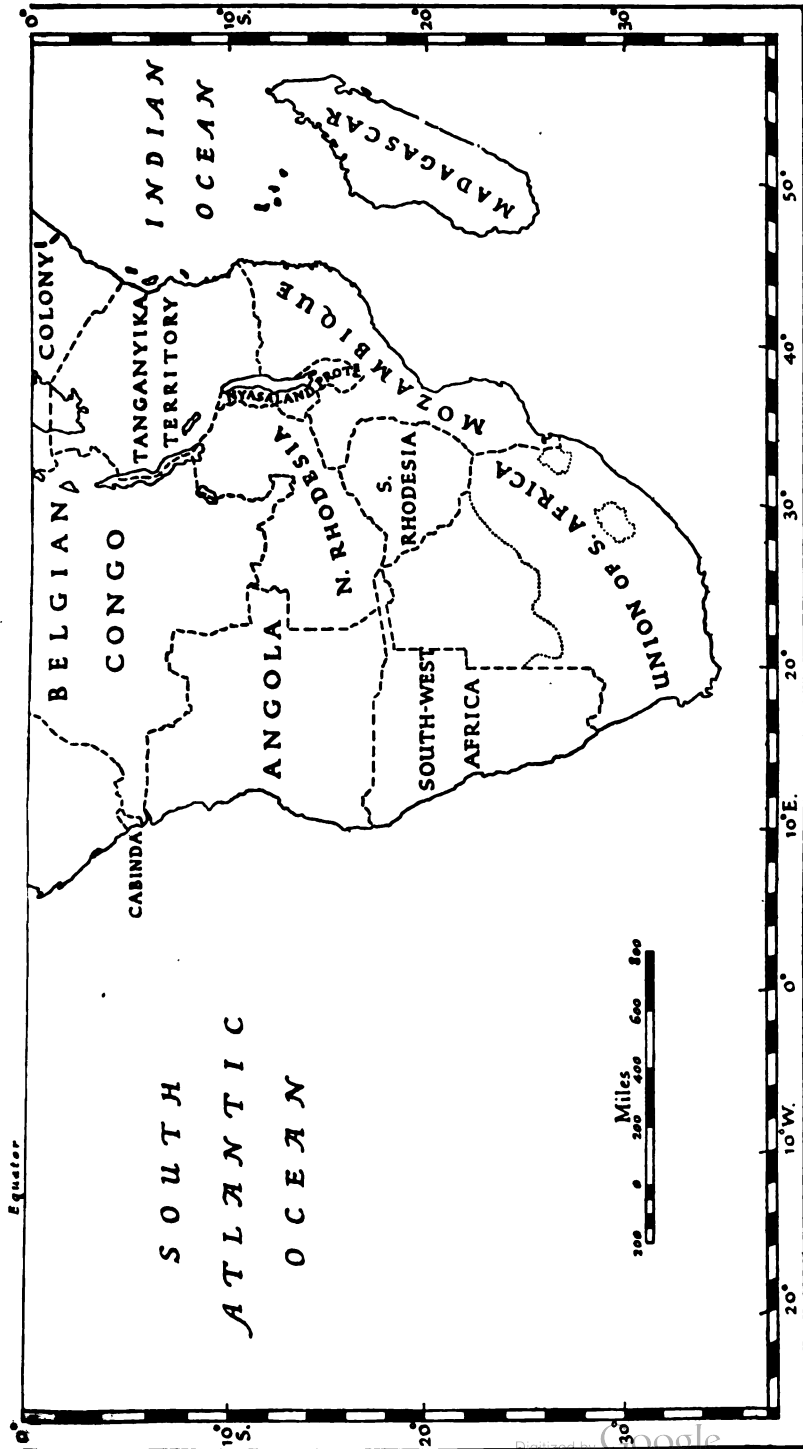 Equator
0°
10°
S.
20°
30°
0°
10°
S.
20°
30°
SOUTH
ATLANTIC
OCEAN
INDIAN
OCEAN
BELGIAN
CONGO
CABINDA
ANGOLA
COLONY
TANGANYIKA
TERRITORY
NYASALAND PROTE
N. RHODESIA
S.
RHODESIA
MOZAMBIQUE
MADAGASCAR
SOUTH-WEST
AFRICA
UNION OF S. AFRICA
Miles
200 0 200 400 600 800
20° 10°W. 0° 10°E. 20° 30° 40° 50°
Digitized by Google